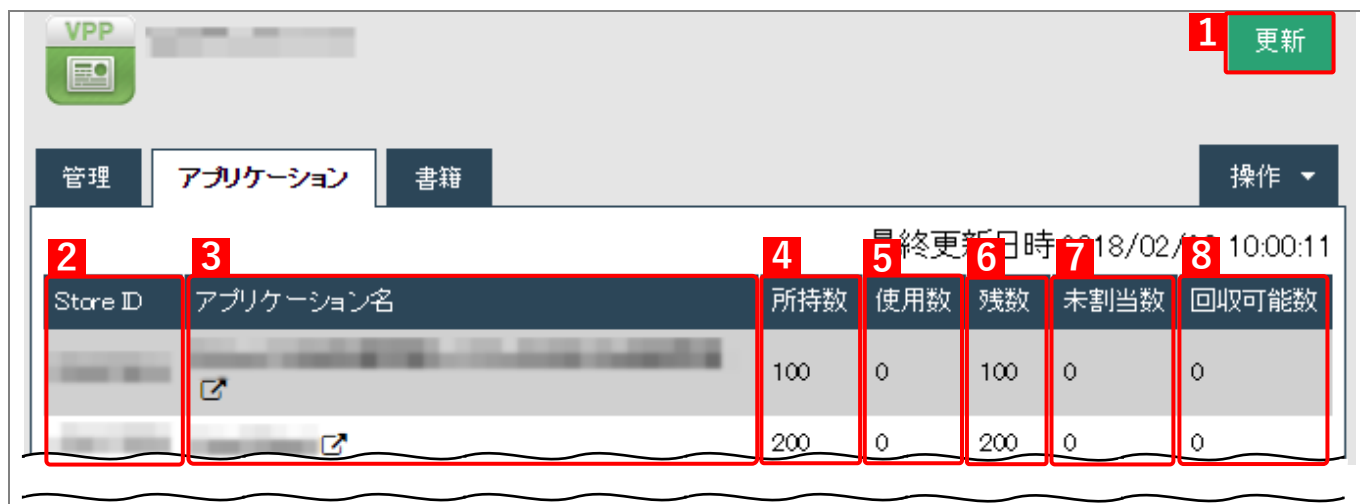 VPP
1 更新
管理 アプリケーション 書籍 操作
最終更新日時 2018/02/ 10:00:11
2 3 4 5 6 7 8
Store ID アプリケーション名 所持数 使用数 残数 未割当数 回収可能数
100 0 100 0 0
200 0 200 0 0